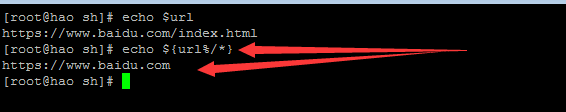 [root@hao sh]# echo $url
https://www.baidu.com/index.html
[root@hao sh]# echo ${url%/*}
https://www.baidu.com
[root@hao sh]#